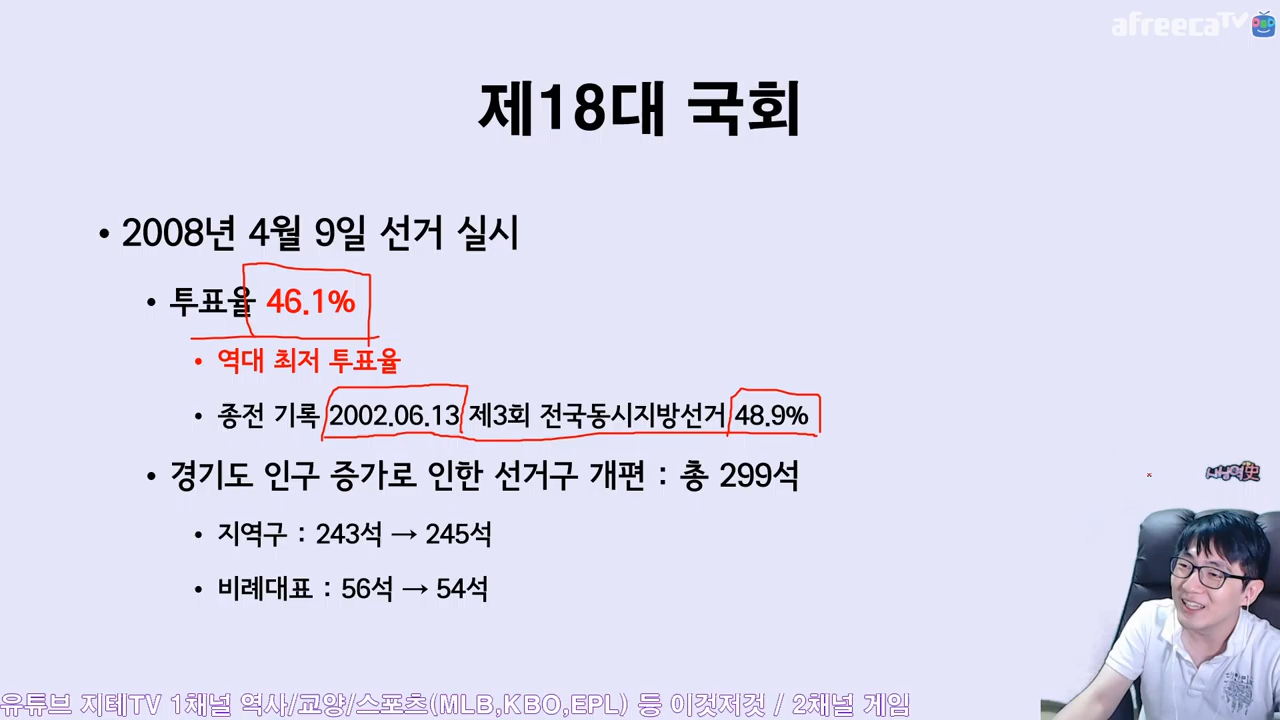 afreecaTV
제18대 국회
• 2008년 4월 9일 선거 실시
• 투표율 46.1%
• 역대 최저 투표율
• 종전 기록 2002.06.13 제3회 전국동시지방선거 48.9%
• 경기도 인구 증가로 인한 선거구 개편 : 총 299석
• 지역구 : 243석 → 245석
• 비례대표 : 56석 → 54석
유튜브 지테TV 1채널 역사/교양/스포츠(MLB,KBO,EPL) 등 이것저것 / 2채널 게임